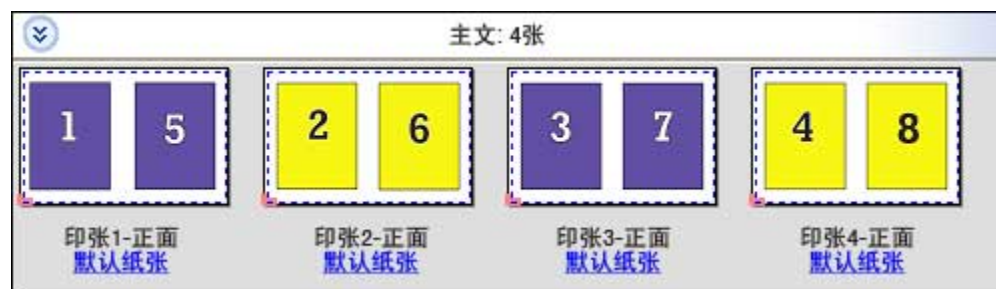 主文: 4张
1 5 2 6 3 7 4 8
印张1-正面 印张2-正面 印张3-正面 印张4-正面
默认纸张 默认纸张 默认纸张 默认纸张